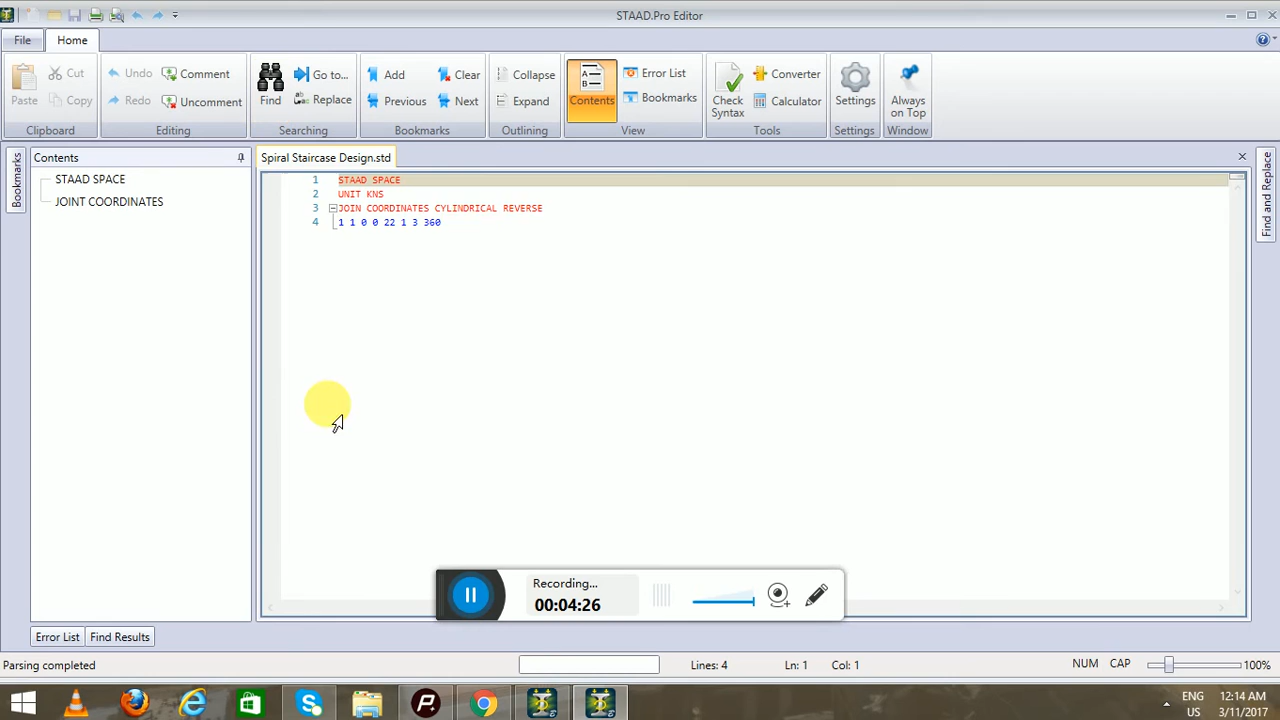 STAAD.Pro Editor
File
Home
Paste
Cut
Copy
Clipboard
Undo
Redo
Comment
Uncomment
Editing
Find
Go to...
Replace
Searching
Add
Previous
Clear
Next
Bookmarks
Collapse
Expand
Outlining
Contents
Error List
Bookmarks
View
Check Syntax
Converter
Calculator
Tools
Settings
Settings
Always on Top
Window
Bookmarks
Contents
STAAD SPACE
JOINT COORDINATES
Spiral Staircase Design.std
1 STAAD SPACE
2 UNIT KNS
3 JOIN COORDINATES CYLINDRICAL REVERSE
4 1 1 0 0 22 1 3 360
Find and Replace
Recording...
00:04:26
Error List
Find Results
Parsing completed
Lines: 4
Ln: 1
Col: 1
NUM
CAP
100%
ENG
US
12:14 AM
3/11/2017